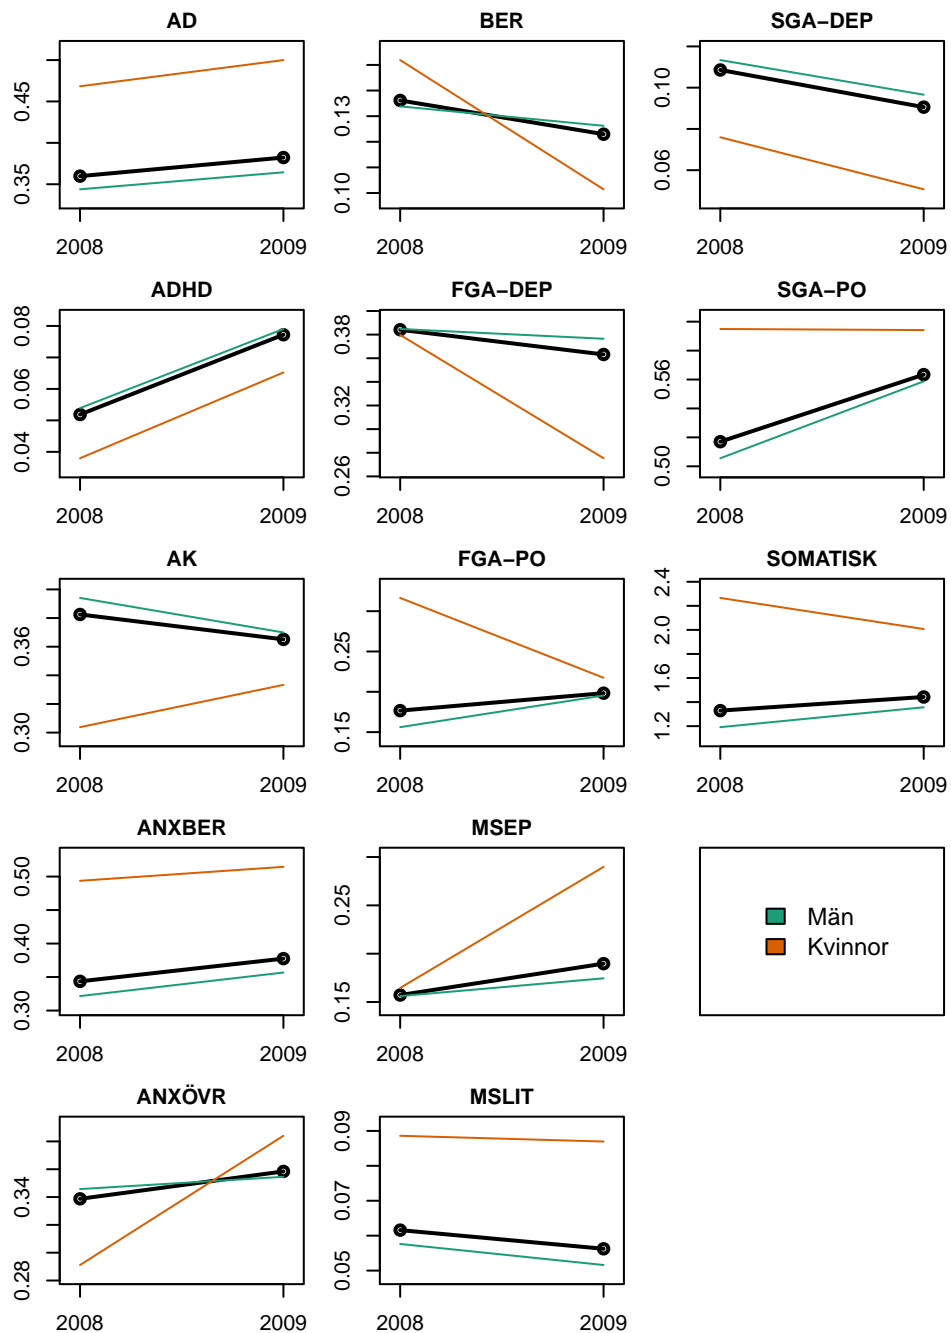 AD
BER
SGA−DEP
0.35 0.45
0.10 0.13
0.06 0.10
2008 2009
2008 2009
2008 2009
ADHD
FGA−DEP
SGA−PO
0.04 0.06 0.08
0.26 0.32 0.38
0.50 0.56
2008 2009
2008 2009
2008 2009
AK
FGA−PO
SOMATISK
0.30 0.36
0.15 0.25
1.2 1.6 2.0 2.4
2008 2009
2008 2009
2008 2009
ANXBER
MSEP
0.30 0.40 0.50
0.15 0.25
Män
Kvinnor
2008 2009
2008 2009
ANXÖVR
MSLIT
0.28 0.34
0.05 0.07 0.09
2008 2009
2008 2009